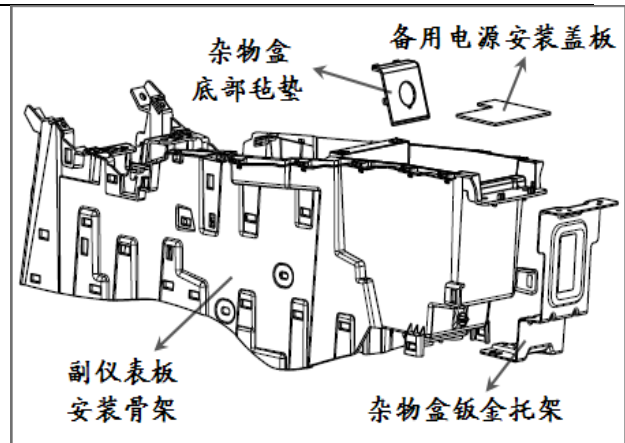 杂物盒
底部毡垫
备用电源安装盖板
副仪表板
安装骨架
杂物盒钣金托架